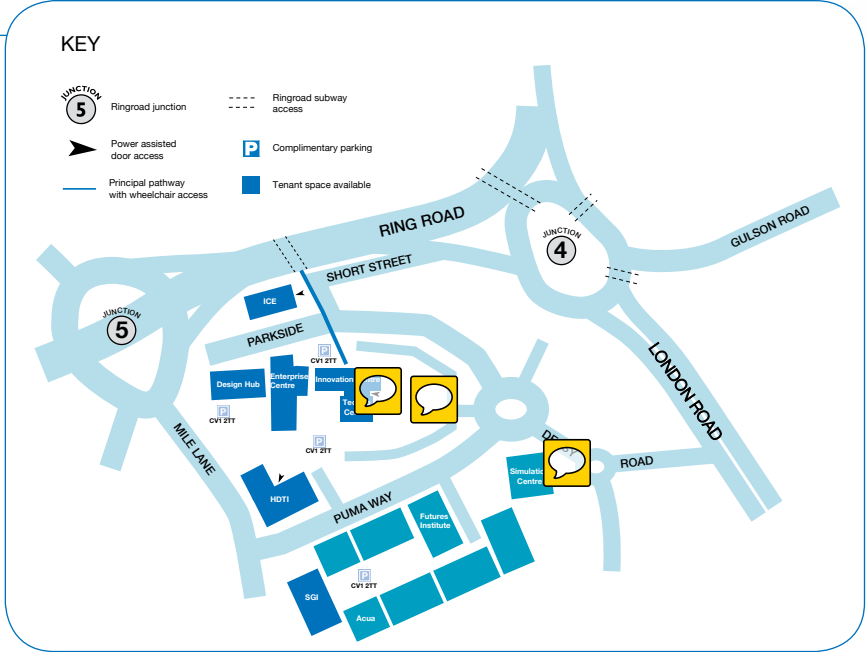 KEY
JUNCTION
5
Ringroad junction
Ringroad subway
access
Power assisted
door access
P
Complimentary parking
Principal pathway
with wheelchair access
Tenant space available
RING ROAD
JUNCTION
4
GULSON ROAD
SHORT STREET
ICE
JUNCTION
5
PARKSIDE
P
CV1 2TT
LONDON ROAD
Design Hub
Enterprise
Centre
Innovation
P
CV1 2TT
MILE LANE
P
CV1 2TT
ROAD
Centre
HDTI
PUMA WAY
Futures
Institute
P
CV1 2TT
SGI
Acua